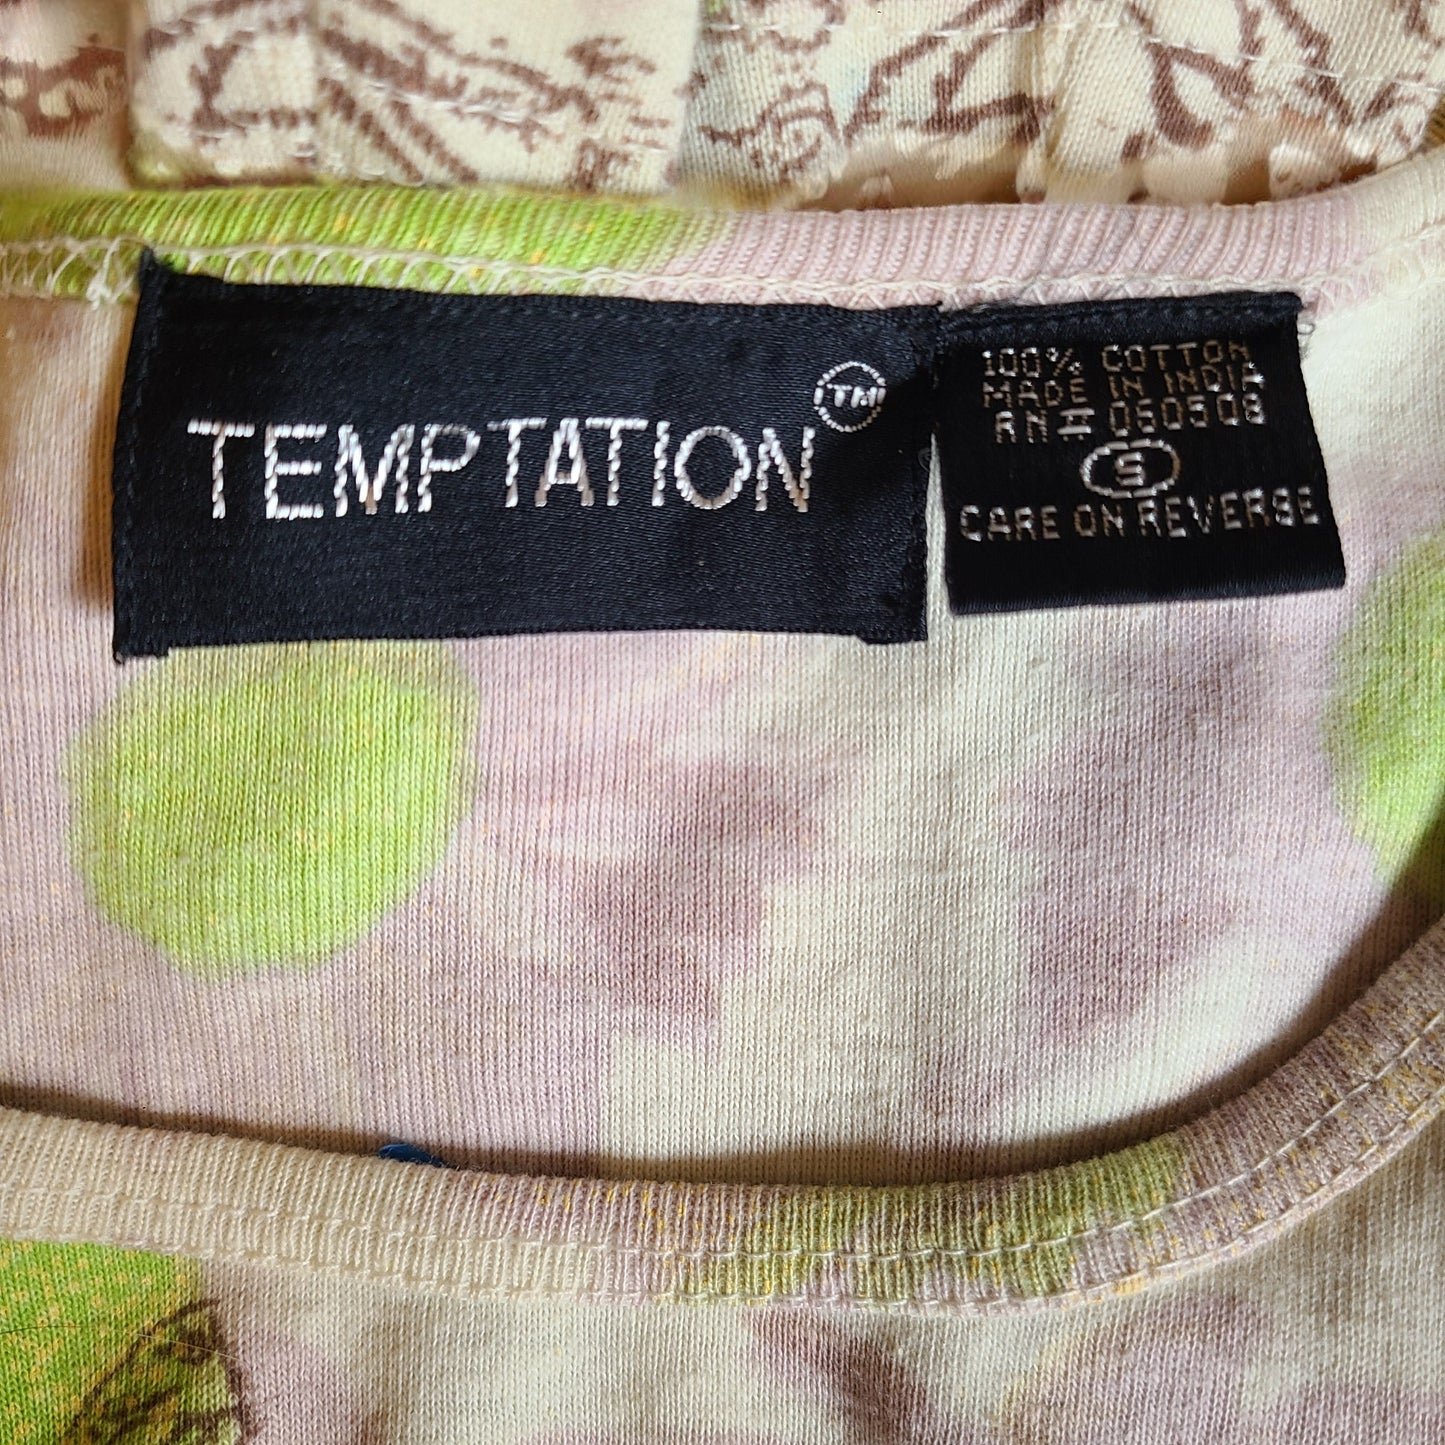 TEMPTATION TM
100% COTTON
MADE IN INDIA
RN# 060508
S
CARE ON REVERSE